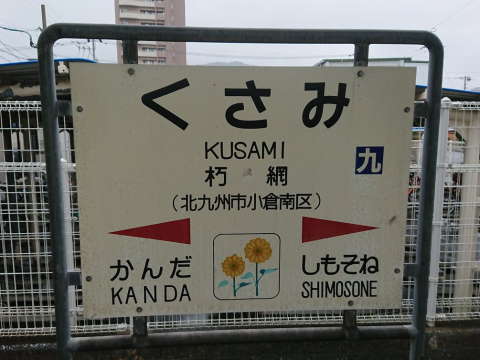 くさみ
KUSAMI
朽網
九
(北九州市小倉南区)
かんだ
KANDA
しもそね
SHIMOSONE